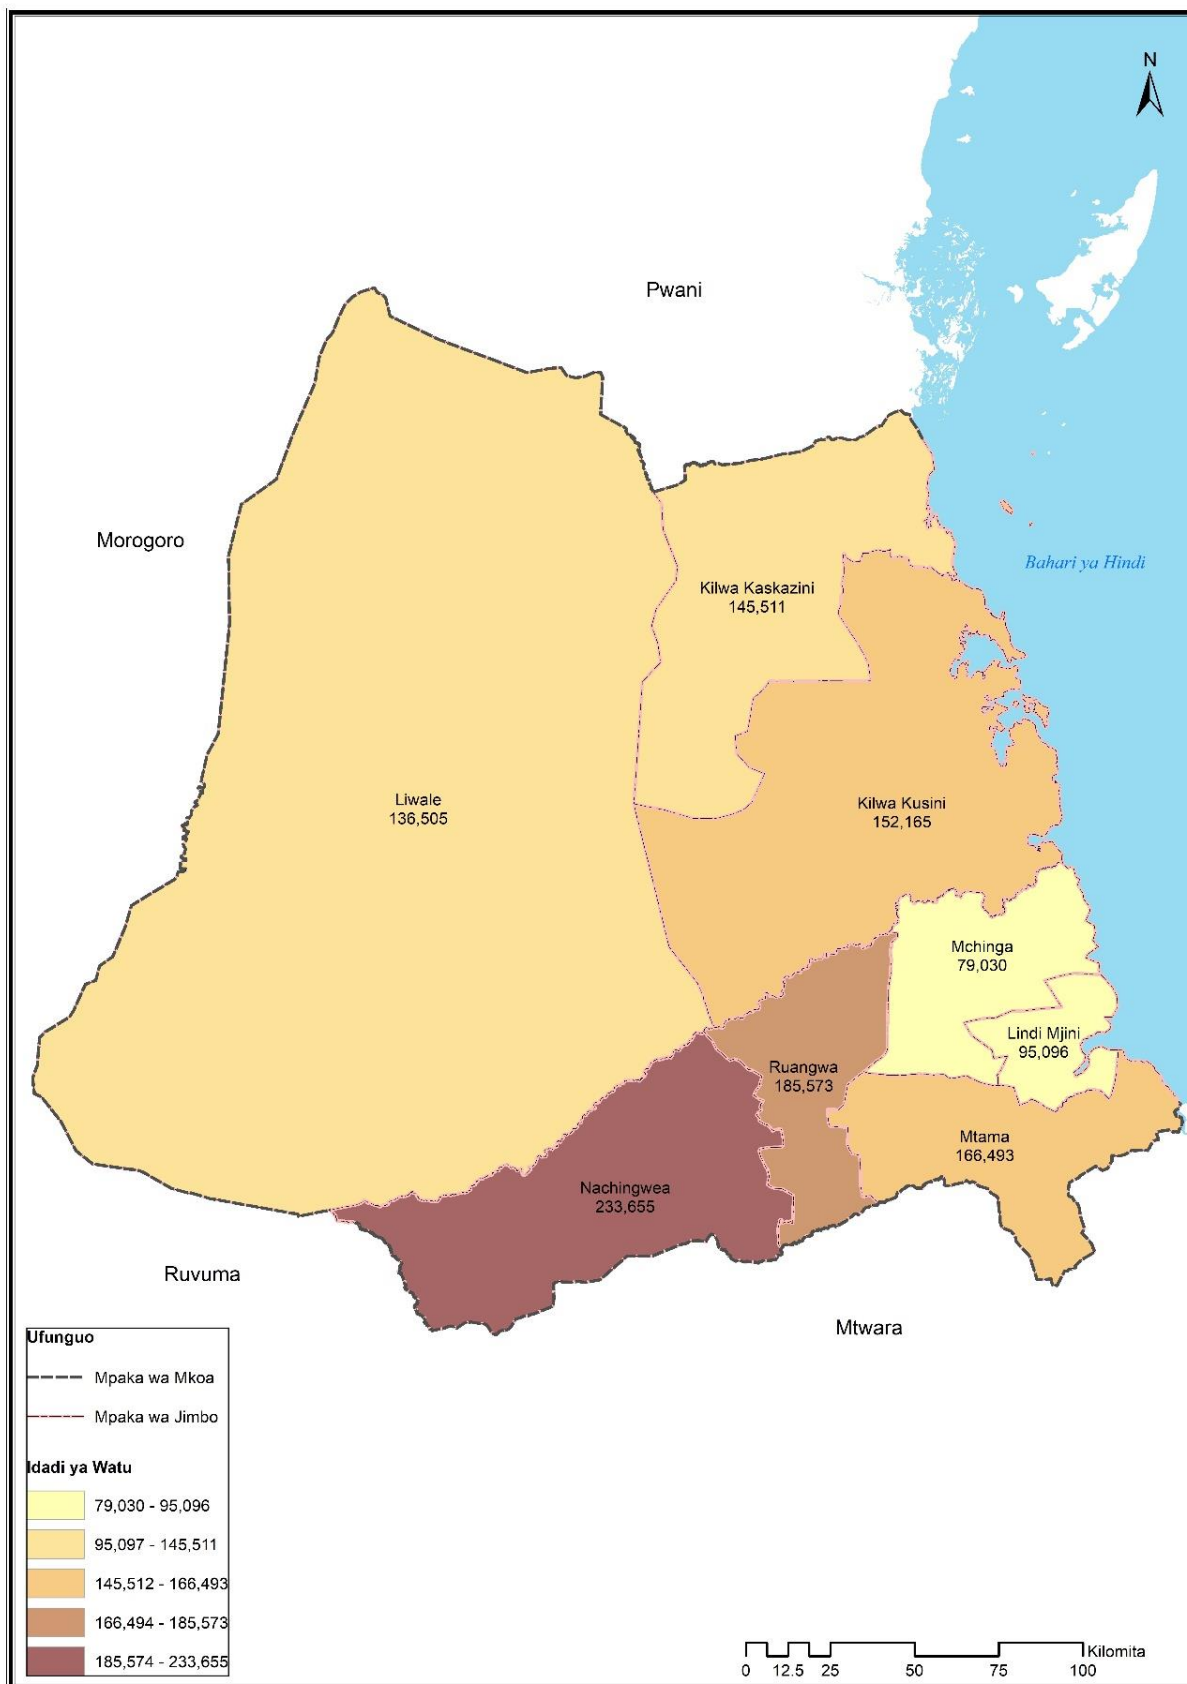 N
Pwani
Morogoro
Bahari ya Hindi
Kilwa Kaskazini
145,511
Liwale
136,505
Kilwa Kusini
152,165
Mchinga
79,030
Lindi Mjini
95,096
Ruangwa
185,573
Mtama
166,493
Nachingwea
233,655
Ruvuma
Mtwara
Ufunguo
Mpaka wa Mkoa
Mpaka wa Jimbo
Idadi ya Watu
79,030 - 95,096
95,097 - 145,511
145,512 - 166,493
166,494 - 185,573
185,574 - 233,655
Kilomita
0 12.5 25 50 75 100